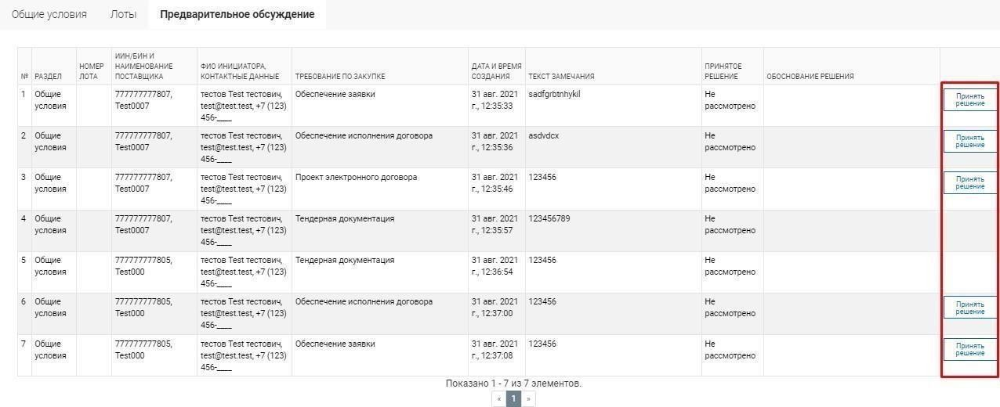 Общие условия Лоты Предварительное обсуждение
№ РАЗДЕЛ НОМЕР ЛОТА ИИН/БИН И НАИМЕНОВАНИЕ ПОСТАВЩИКА ФИО ИНИЦИАТОРА, КОНТАКТНЫЕ ДАННЫЕ ТРЕБОВАНИЕ ПО ЗАКУПКЕ ДАТА И ВРЕМЯ СОЗДАНИЯ ТЕКСТ ЗАМЕЧАНИЯ ПРИНЯТОЕ РЕШЕНИЕ ОБОСНОВАНИЕ РЕШЕНИЯ
1 Общие условия 777777777807, Test0007 тестов Test тестович, test@test.test, +7 (123) 456-____ Обеспечение заявки 31 авг. 2021 г., 12:35:33 sadfgrbtnhykil Не рассмотрено Принять решение
2 Общие условия 777777777807, Test0007 тестов Test тестович, test@test.test, +7 (123) 456-____ Обеспечение исполнения договора 31 авг. 2021 г., 12:35:36 asdvdcx Не рассмотрено Принять решение
3 Общие условия 777777777807, Test0007 тестов Test тестович, test@test.test, +7 (123) 456-____ Проект электронного договора 31 авг. 2021 г., 12:35:46 123456 Не рассмотрено Принять решение
4 Общие условия 777777777807, Test0007 тестов Test тестович, test@test.test, +7 (123) 456-____ Тендерная документация 31 авг. 2021 г., 12:35:57 123456789 Не рассмотрено
5 Общие условия 777777777805, Test000 тестов Test тестович, test@test.test, +7 (123) 456-____ Тендерная документация 31 авг. 2021 г., 12:36:54 123456 Не рассмотрено
6 Общие условия 777777777805, Test000 тестов Test тестович, test@test.test, +7 (123) 456-____ Обеспечение исполнения договора 31 авг. 2021 г., 12:37:00 123456 Не рассмотрено Принять решение
7 Общие условия 777777777805, Test000 тестов Test тестович, test@test.test, +7 (123) 456-____ Обеспечение заявки 31 авг. 2021 г., 12:37:08 123456 Не рассмотрено Принять решение
Показано 1 - 7 из 7 элементов.
« 1 »